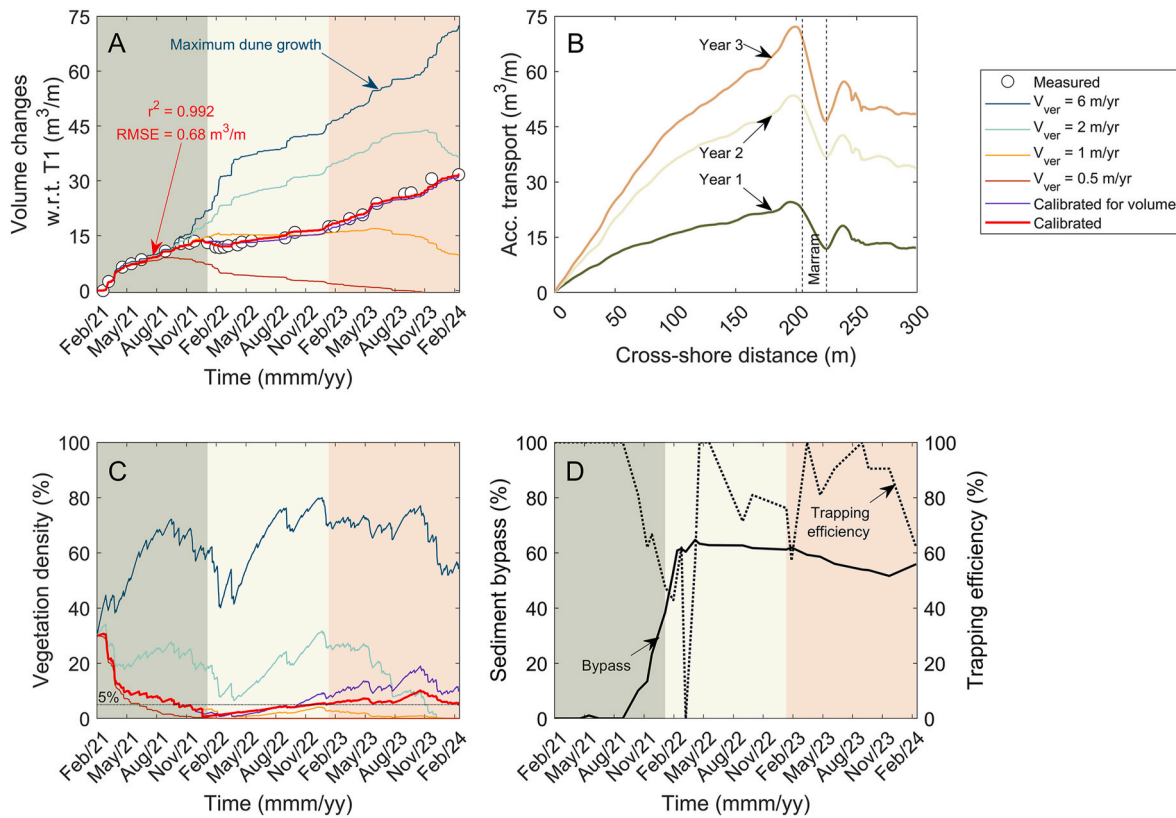 A
Maximum dune growth
r² = 0.992
RMSE = 0.68 m³/m
Volume changes
w.r.t. T1 (m³/m)
75
60
45
30
15
0
Feb/21
May/21
Aug/21
Nov/21
Feb/22
May/22
Aug/22
Nov/22
Feb/23
May/23
Aug/23
Nov/23
Feb/24
Time (mmm/yy)
B
Year 3
Year 2
Year 1
Marram
Acc. transport (m³/m)
75
60
45
30
15
0
0
50
100
150
200
250
300
Cross-shore distance (m)
Measured
V_ver = 6 m/yr
V_ver = 2 m/yr
V_ver = 1 m/yr
V_ver = 0.5 m/yr
Calibrated for volume
Calibrated
C
5%
Vegetation density (%)
100
80
60
40
20
0
Feb/21
May/21
Aug/21
Nov/21
Feb/22
May/22
Aug/22
Nov/22
Feb/23
May/23
Aug/23
Nov/23
Feb/24
Time (mmm/yy)
D
Bypass
Trapping
efficiency
Sediment bypass (%)
100
80
60
40
20
0
Feb/21
May/21
Aug/21
Nov/21
Feb/22
May/22
Aug/22
Nov/22
Feb/23
May/23
Aug/23
Nov/23
Feb/24
Time (mmm/yy)
100
80
60
40
20
0
Trapping efficiency (%)